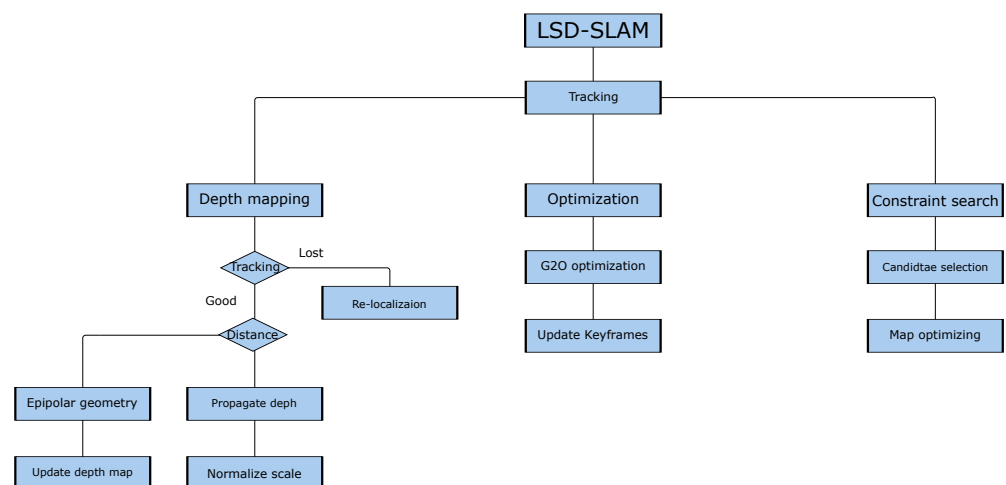 LSD-SLAM
Tracking
Depth mapping
Optimization
Constraint search
Lost
Tracking
G2O optimization
Candidtae selection
Good
Re-localizaion
Distance
Update Keyframes
Map optimizing
Epipolar geometry
Propagate deph
Update depth map
Normalize scale